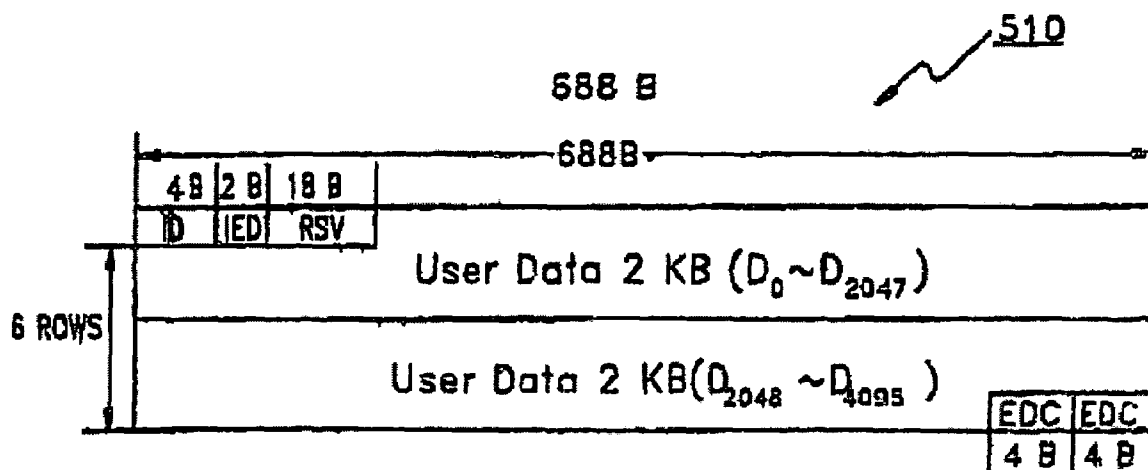 510
688 B
688B
4B 2 B 18 B
ID IED RSV
User Data 2 KB (D0~D2047)
6 ROWS
User Data 2 KB(D2048 ~D4095 )
EDC EDC
4 B 4 B